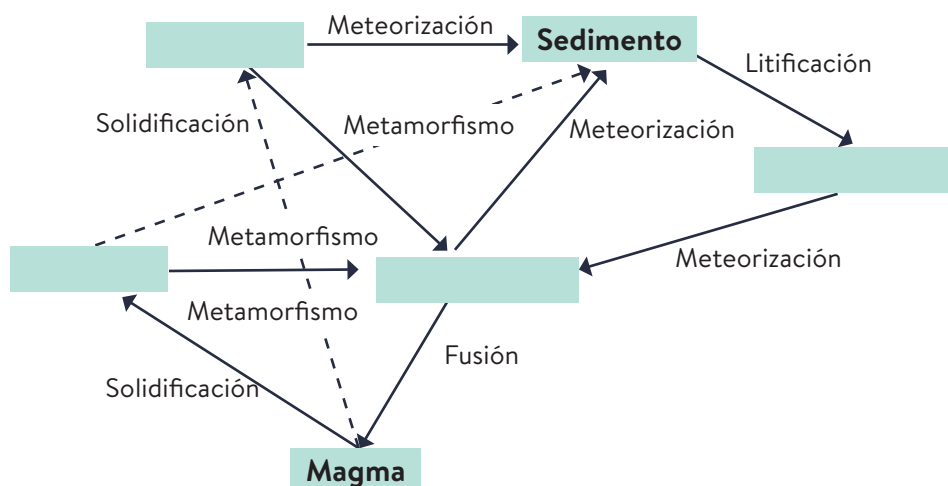 Meteorización
Sedimento
Litificación
Solidificación
Metamorfismo
Meteorización
Metamorfismo
Meteorización
Metamorfismo
Fusión
Solidificación
Magma